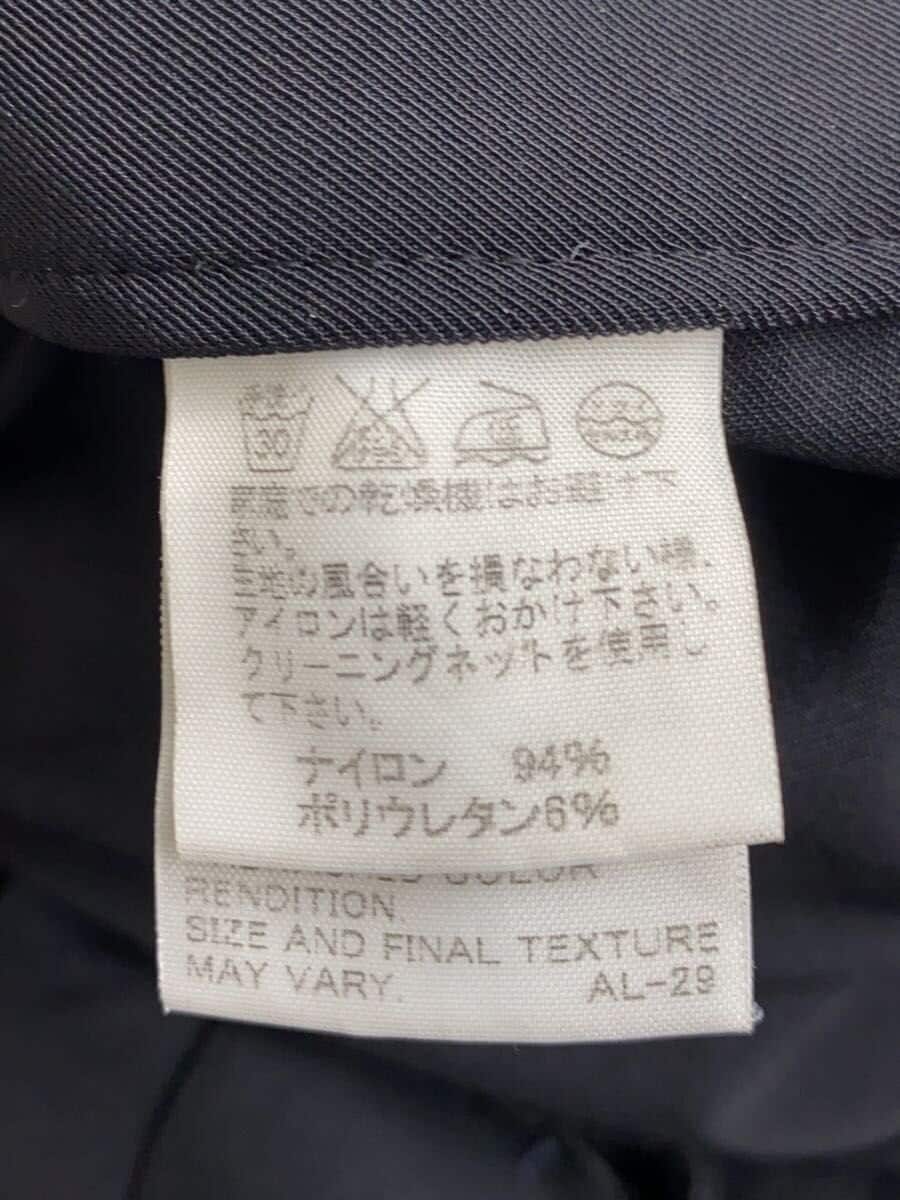 30
高温での乾燥機はお避け下
さい。
生地の風合いを損なわない様、
アイロンは軽くおかけ下さい。
クリーニングネットを使用し
て下さい。
ナイロン 94%
ポリウレタン6%
COLOR
RENDITION.
SIZE AND FINAL TEXTURE
MAY VARY. AL-29